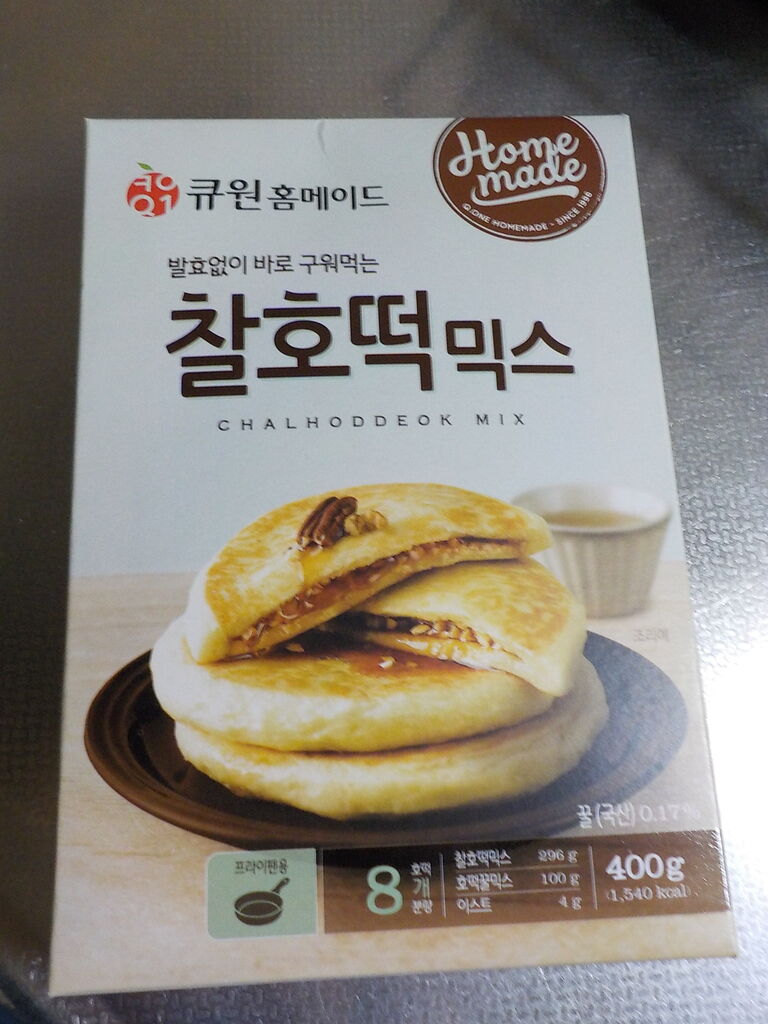 큐원 홈메이드
Home
made
Q.ONE HOMEMADE - SINCE 1998
발효없이 바로 구워먹는
찰호떡믹스
CHALHODDEOK MIX
조리예
꿀(국산) 0.17%
프라이팬용
8 호떡 개 분량
찰호떡믹스 296 g
호떡꿀믹스 100 g
이스트 4 g
400g
(1,540 kcal)